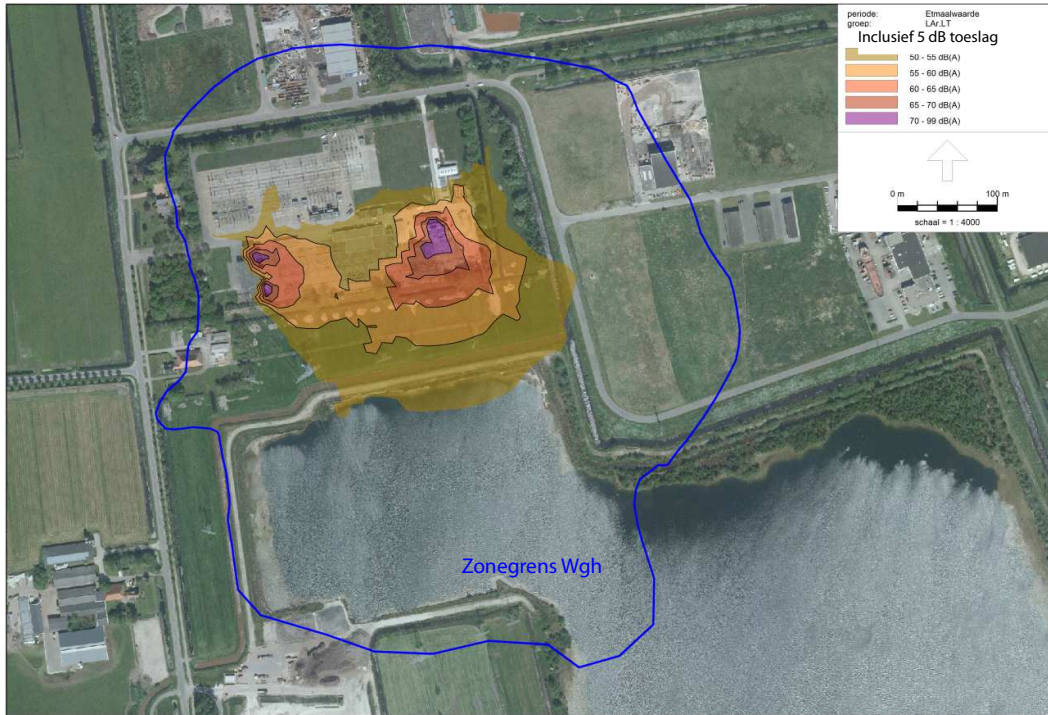 periode: Etmaalwaarde
groep: LAr,LT
Inclusief 5 dB toeslag
50 - 55 dB(A)
55 - 60 dB(A)
60 - 65 dB(A)
65 - 70 dB(A)
70 - 99 dB(A)
0 m 100 m
schaal = 1 : 4000
Zonegrens Wgh